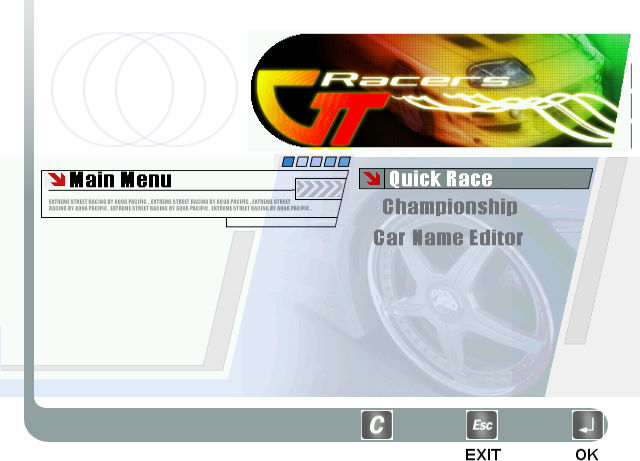 Racers
GT
Main Menu
EXTREME STREET RACING BY AQUA PACIFIC . EXTREME STREET RACING BY AQUA PACIFIC . EXTREME STREET
RACING BY AQUA PACIFIC . EXTREME STREET RACING BY AQUA PACIFIC . EXTREME STREET RACING BY AQUA PACIFIC .
Quick Race
Championship
Car Name Editor
C
Esc
EXIT
OK